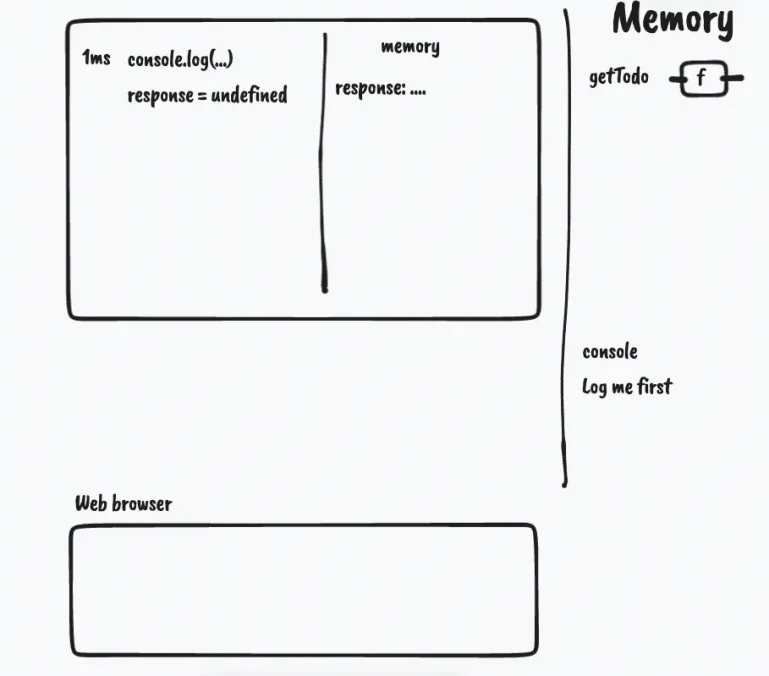 Memory
1ms console.log(...)
response = undefined
memory
response: ....
getTodo f
console
Log me first
Web browser